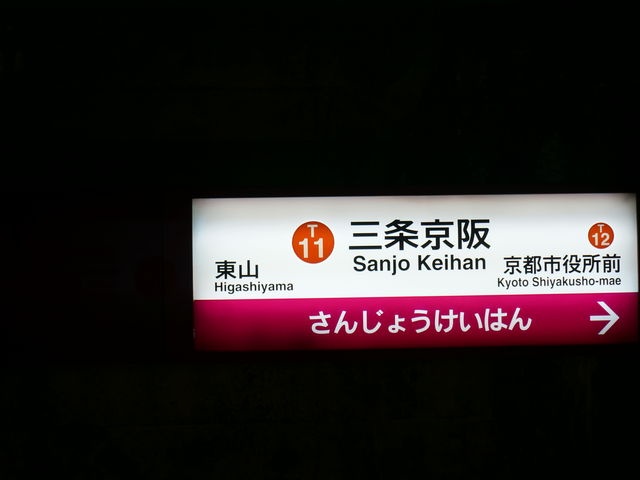 T
11
三条京阪
Sanjo Keihan
東山
Higashiyama
T
12
京都市役所前
Kyoto Shiyakusho-mae
さんじょうけいはん →